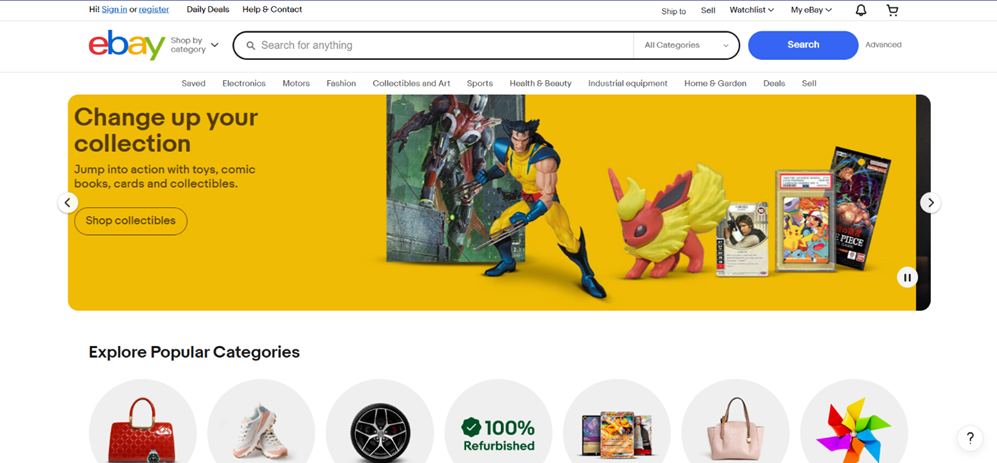 Hi! Sign in or register Daily Deals Help & Contact Ship to Sell Watchlist My eBay
ebay
Shop by
category
Search for anything
All Categories
Search
Advanced
Saved Electronics Motors Fashion Collectibles and Art Sports Health & Beauty Industrial equipment Home & Garden Deals Sell
Change up your
collection
Jump into action with toys, comic
books, cards and collectibles.
Shop collectibles
PIECE
Explore Popular Categories
100%
Refurbished
?